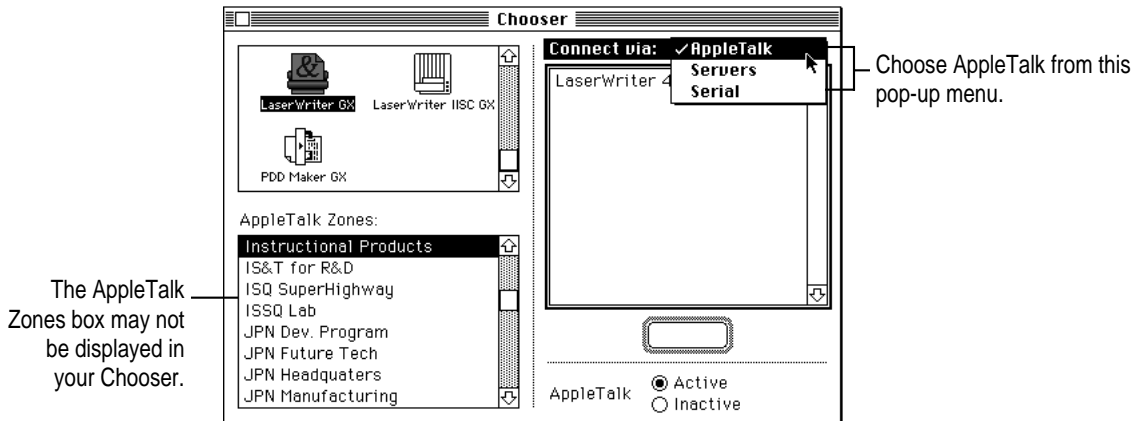 Chooser
LaserWriter GX
LaserWriter IISC GX
PDD Maker GX
AppleTalk Zones:
Instructional Products
IS&T for R&D
ISQ SuperHighway
ISSQ Lab
JPN Dev. Program
JPN Future Tech
JPN Headquaters
JPN Manufacturing
Connect via:
✓AppleTalk
Servers
Serial
LaserWriter 4
AppleTalk
Active
Inactive
Choose AppleTalk from this
pop-up menu.
The AppleTalk
Zones box may not
be displayed in
your Chooser.